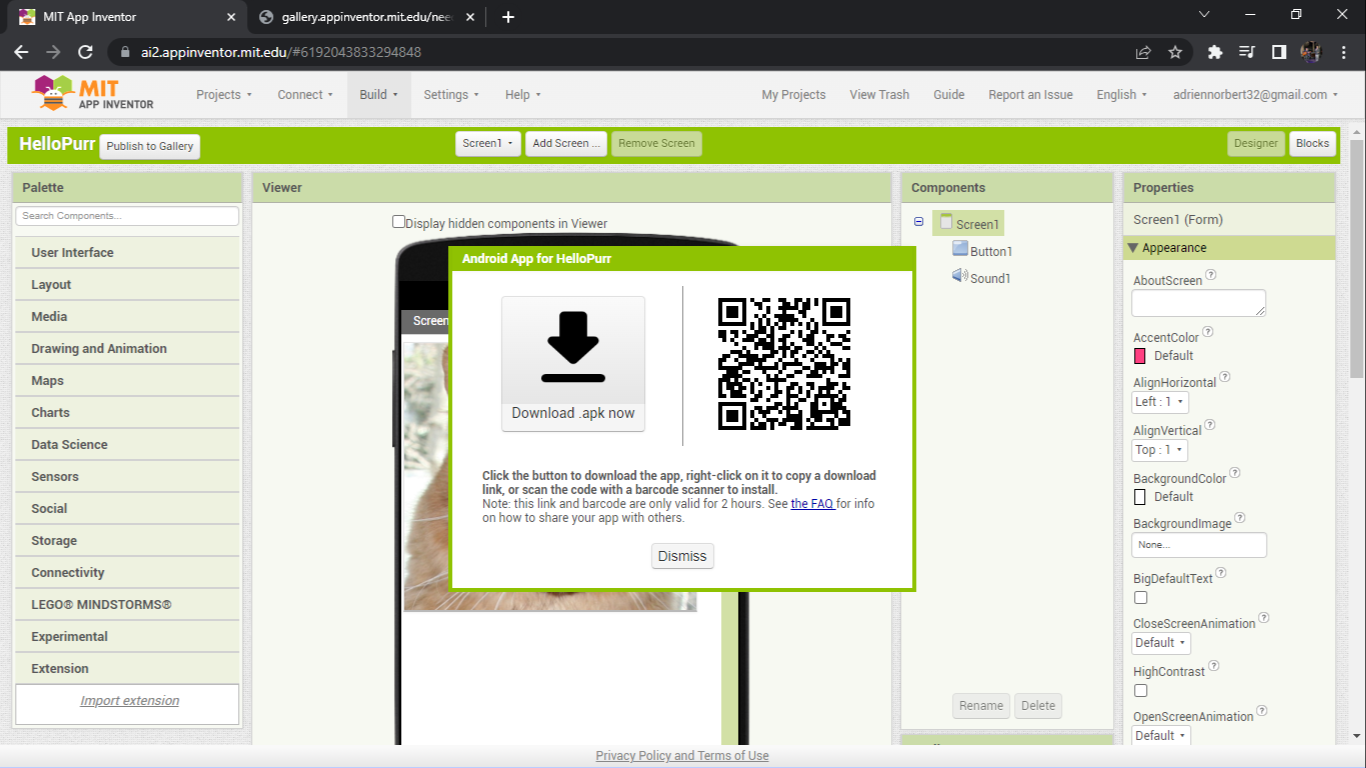 MIT App Inventor
gallery.appinventor.mit.edu/nee
ai2.appinventor.mit.edu/#6192043833294848
MIT
APP INVENTOR
Projects
Connect
Build
Settings
Help
My Projects
View Trash
Guide
Report an Issue
English
adriennorbert32@gmail.com
HelloPurr
Publish to Gallery
Screen1
Add Screen ...
Remove Screen
Designer
Blocks
Palette
Search Components...
User Interface
Layout
Media
Drawing and Animation
Maps
Charts
Data Science
Sensors
Social
Storage
Connectivity
LEGO® MINDSTORMS®
Experimental
Extension
Import extension
Viewer
Display hidden components in Viewer
Screen
Android App for HelloPurr
Download .apk now
Click the button to download the app, right-click on it to copy a download
link, or scan the code with a barcode scanner to install.
Note: this link and barcode are only valid for 2 hours. See the FAQ for info
on how to share your app with others.
Dismiss
Components
Screen1
Button1
Sound1
Rename
Delete
Properties
Screen1 (Form)
Appearance
AboutScreen ?
AccentColor ?
Default
AlignHorizontal ?
Left : 1
AlignVertical ?
Top : 1
BackgroundColor ?
Default
BackgroundImage ?
None...
BigDefaultText ?
CloseScreenAnimation ?
Default
HighContrast ?
OpenScreenAnimation ?
Default
Privacy Policy and Terms of Use